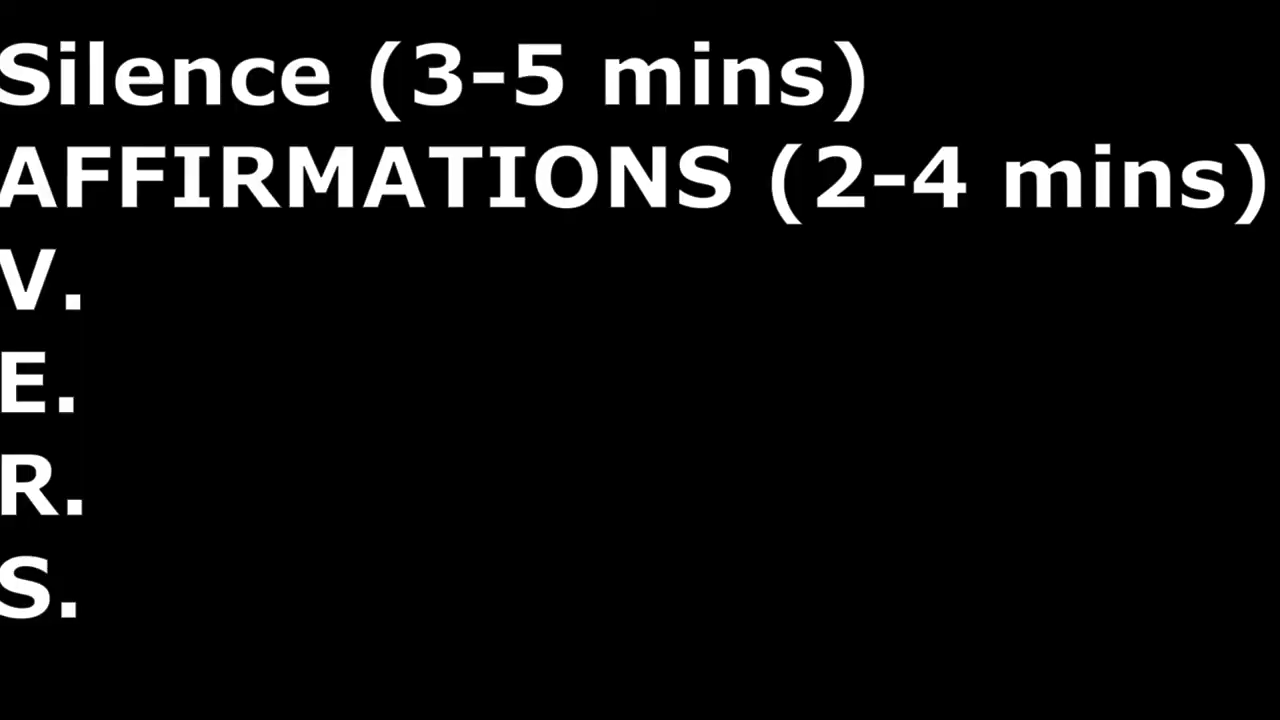 Silence (3-5 mins)
AFFIRMATIONS (2-4 mins)
V.
E.
R.
S.